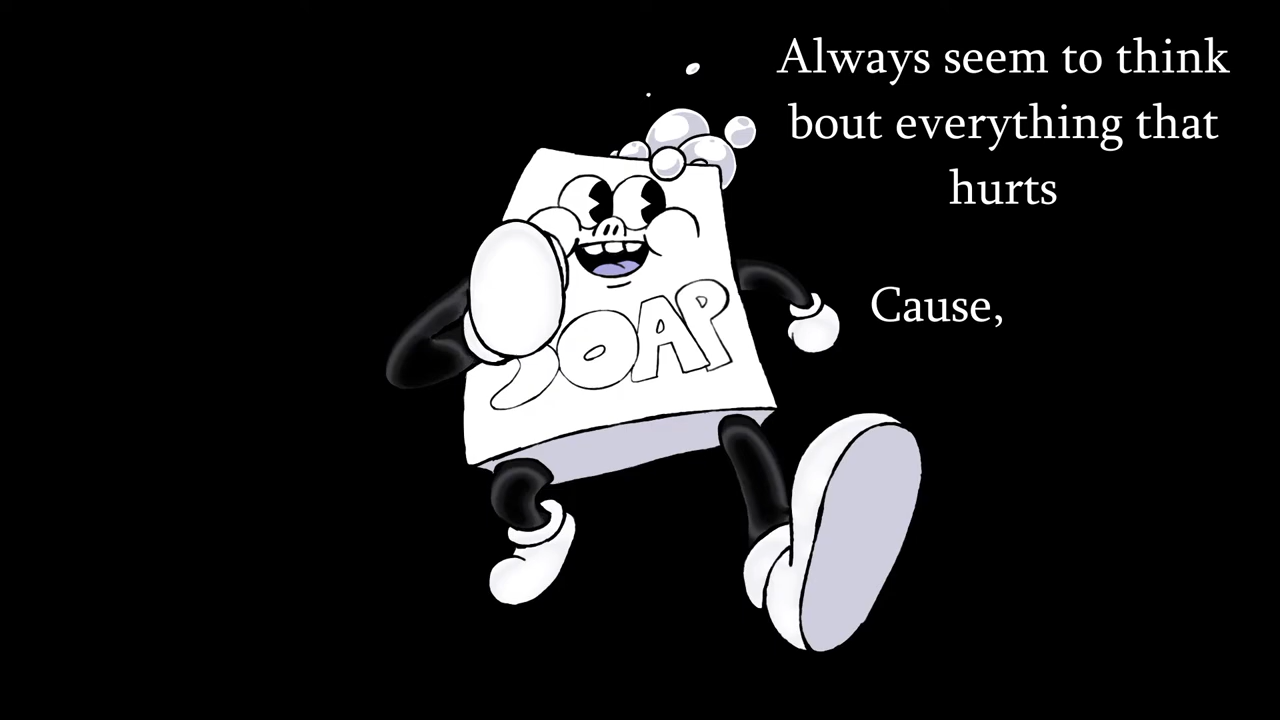 Always seem to think
bout everything that
hurts
Cause,
SOAP